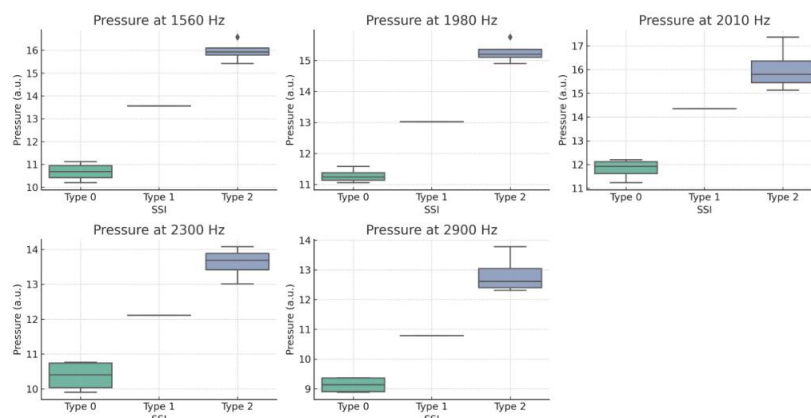 Pressure at 1560 Hz
Pressure (a.u.)
16
15
14
13
12
11
10
Type 0 Type 1 Type 2
SSI
Pressure at 1980 Hz
Pressure (a.u.)
15
14
13
12
11
Type 0 Type 1 Type 2
SSI
Pressure at 2010 Hz
Pressure (a.u.)
17
16
15
14
13
12
11
Type 0 Type 1 Type 2
SSI
Pressure at 2300 Hz
Pressure (a.u.)
14
13
12
11
10
Type 0 Type 1 Type 2
SSI
Pressure at 2900 Hz
Pressure (a.u.)
14
13
12
11
10
9
Type 0 Type 1 Type 2
SSI